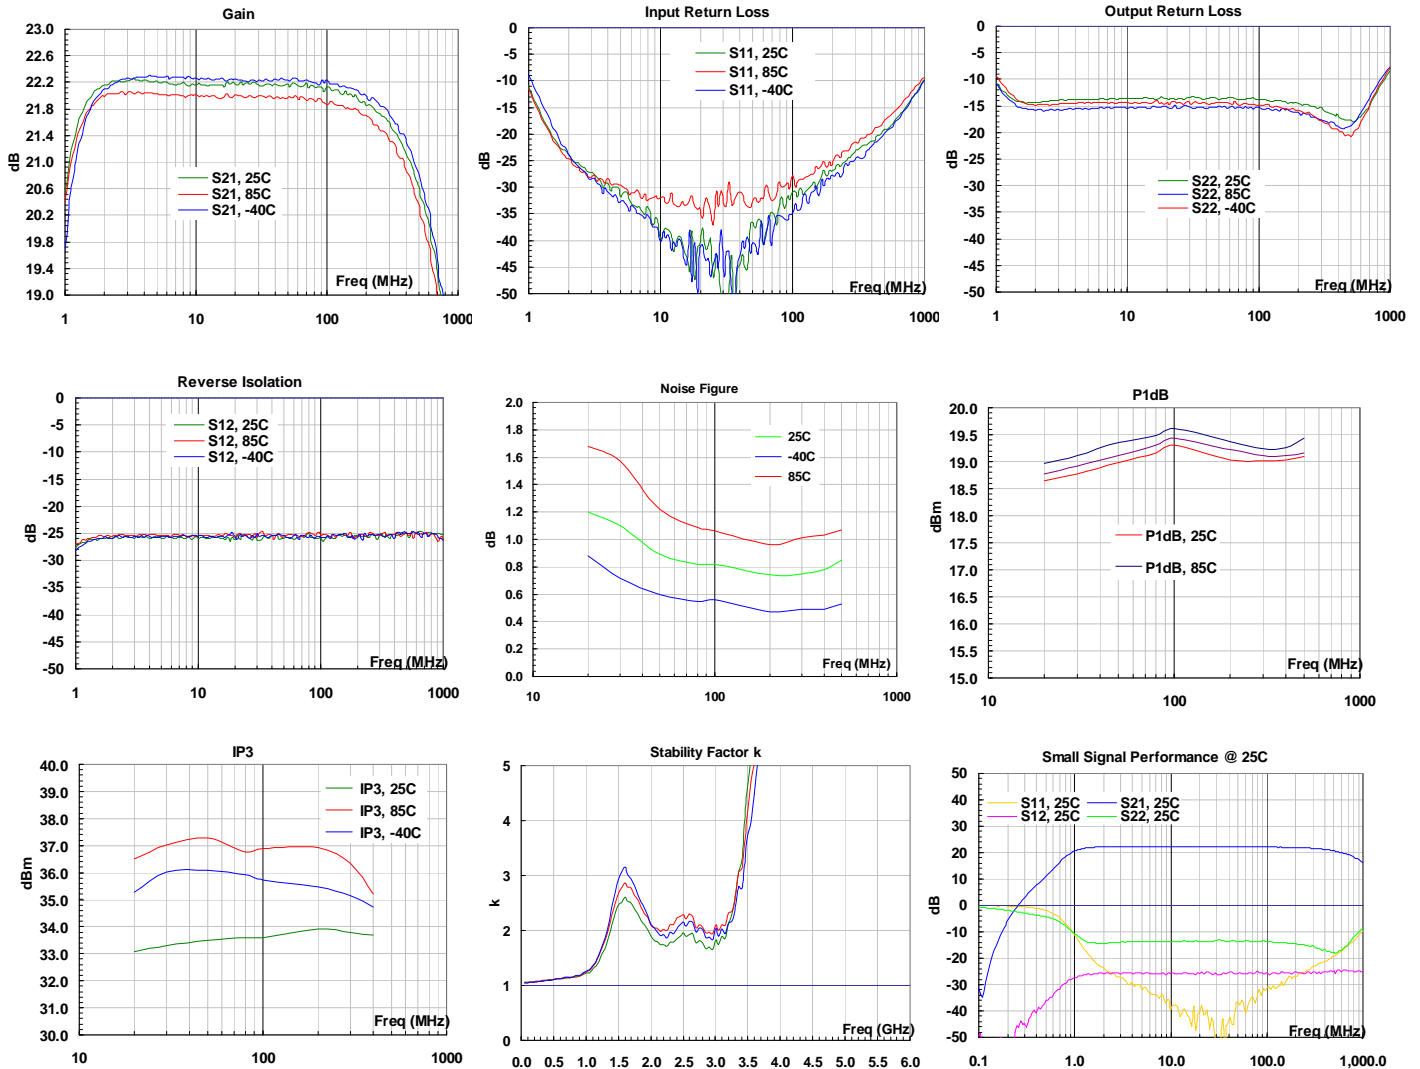 Gain
23.0
22.6
22.2
21.8
21.4
21.0
20.6
20.2
19.8
19.4
19.0
dB
S21, 25C
S21, 85C
S21, -40C
Freq (MHz)
1
10
100
1000
Input Return Loss
0
-5
-10
-15
-20
-25
-30
-35
-40
-45
-50
dB
S11, 25C
S11, 85C
S11, -40C
Freq (MHz)
1
10
100
1000
Output Return Loss
0
-5
-10
-15
-20
-25
-30
-35
-40
-45
-50
dB
S22, 25C
S22, 85C
S22, -40C
Freq (MHz)
1
10
100
1000
Reverse Isolation
0
-5
-10
-15
-20
-25
-30
-35
-40
-45
-50
dB
S12, 25C
S12, 85C
S12, -40C
Freq (MHz)
1
10
100
1000
Noise Figure
2.0
1.8
1.6
1.4
1.2
1.0
0.8
0.6
0.4
0.2
0.0
dB
25C
-40C
85C
Freq (MHz)
10
100
1000
P1dB
20.0
19.5
19.0
18.5
18.0
17.5
17.0
16.5
16.0
15.5
15.0
dBm
P1dB, 25C
P1dB, 85C
Freq (MHz)
10
100
1000
IP3
40.0
39.0
38.0
37.0
36.0
35.0
34.0
33.0
32.0
31.0
30.0
dBm
IP3, 25C
IP3, 85C
IP3, -40C
Freq (MHz)
10
100
1000
Stability Factor k
5
4
3
2
1
0
k
Freq (GHz)
0.0 0.5 1.0 1.5 2.0 2.5 3.0 3.5 4.0 4.5 5.0 5.5 6.0
Small Signal Performance @ 25C
50
40
30
20
10
0
-10
-20
-30
-40
-50
dB
S11, 25C
S21, 25C
S12, 25C
S22, 25C
Freq (MHz)
0.1
1.0
10.0
100.0
1,000.0